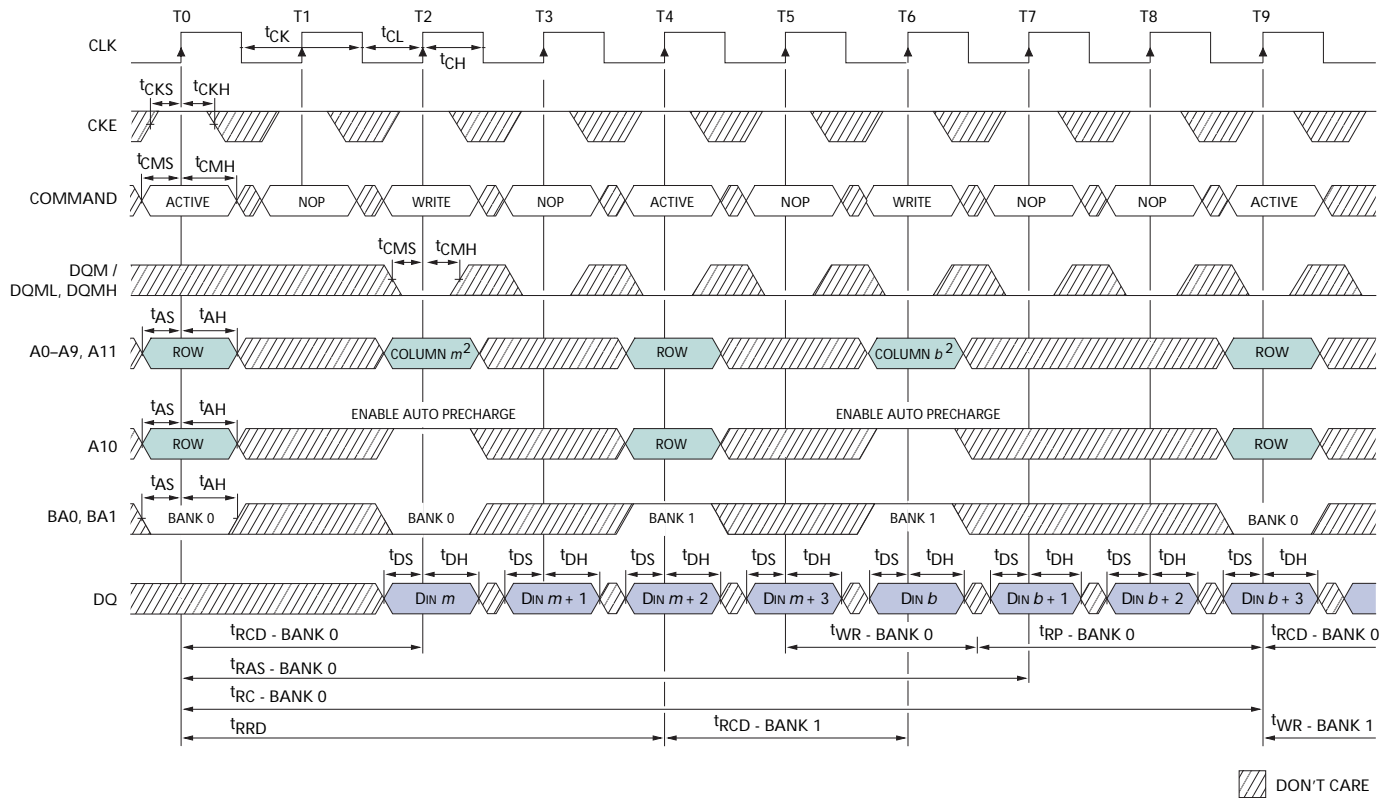 T0 T1 T2 T3 T4 T5 T6 T7 T8 T9
CLK tCK tCL tCH
tCKS tCKH
CKE
tCMS tCMH
COMMAND ACTIVE NOP WRITE NOP ACTIVE NOP WRITE NOP NOP ACTIVE
tCMS tCMH
DQM /
DQML, DQMH
tAS tAH
A0–A9, A11 ROW COLUMN m2 ROW COLUMN b2 ROW
tAS tAH ENABLE AUTO PRECHARGE ENABLE AUTO PRECHARGE
A10 ROW ROW ROW
tAS tAH
BA0, BA1 BANK 0 BANK 0 BANK 1 BANK 1 BANK 0
tDS tDH tDS tDH tDS tDH tDS tDH tDS tDH tDS tDH tDS tDH tDS tDH
DQ DIN m DIN m + 1 DIN m + 2 DIN m + 3 DIN b DIN b + 1 DIN b + 2 DIN b + 3
tRCD - BANK 0 tWR - BANK 0 tRP - BANK 0 tRCD - BANK 0
tRAS - BANK 0
tRC - BANK 0
tRRD tRCD - BANK 1 tWR - BANK 1
DON'T CARE